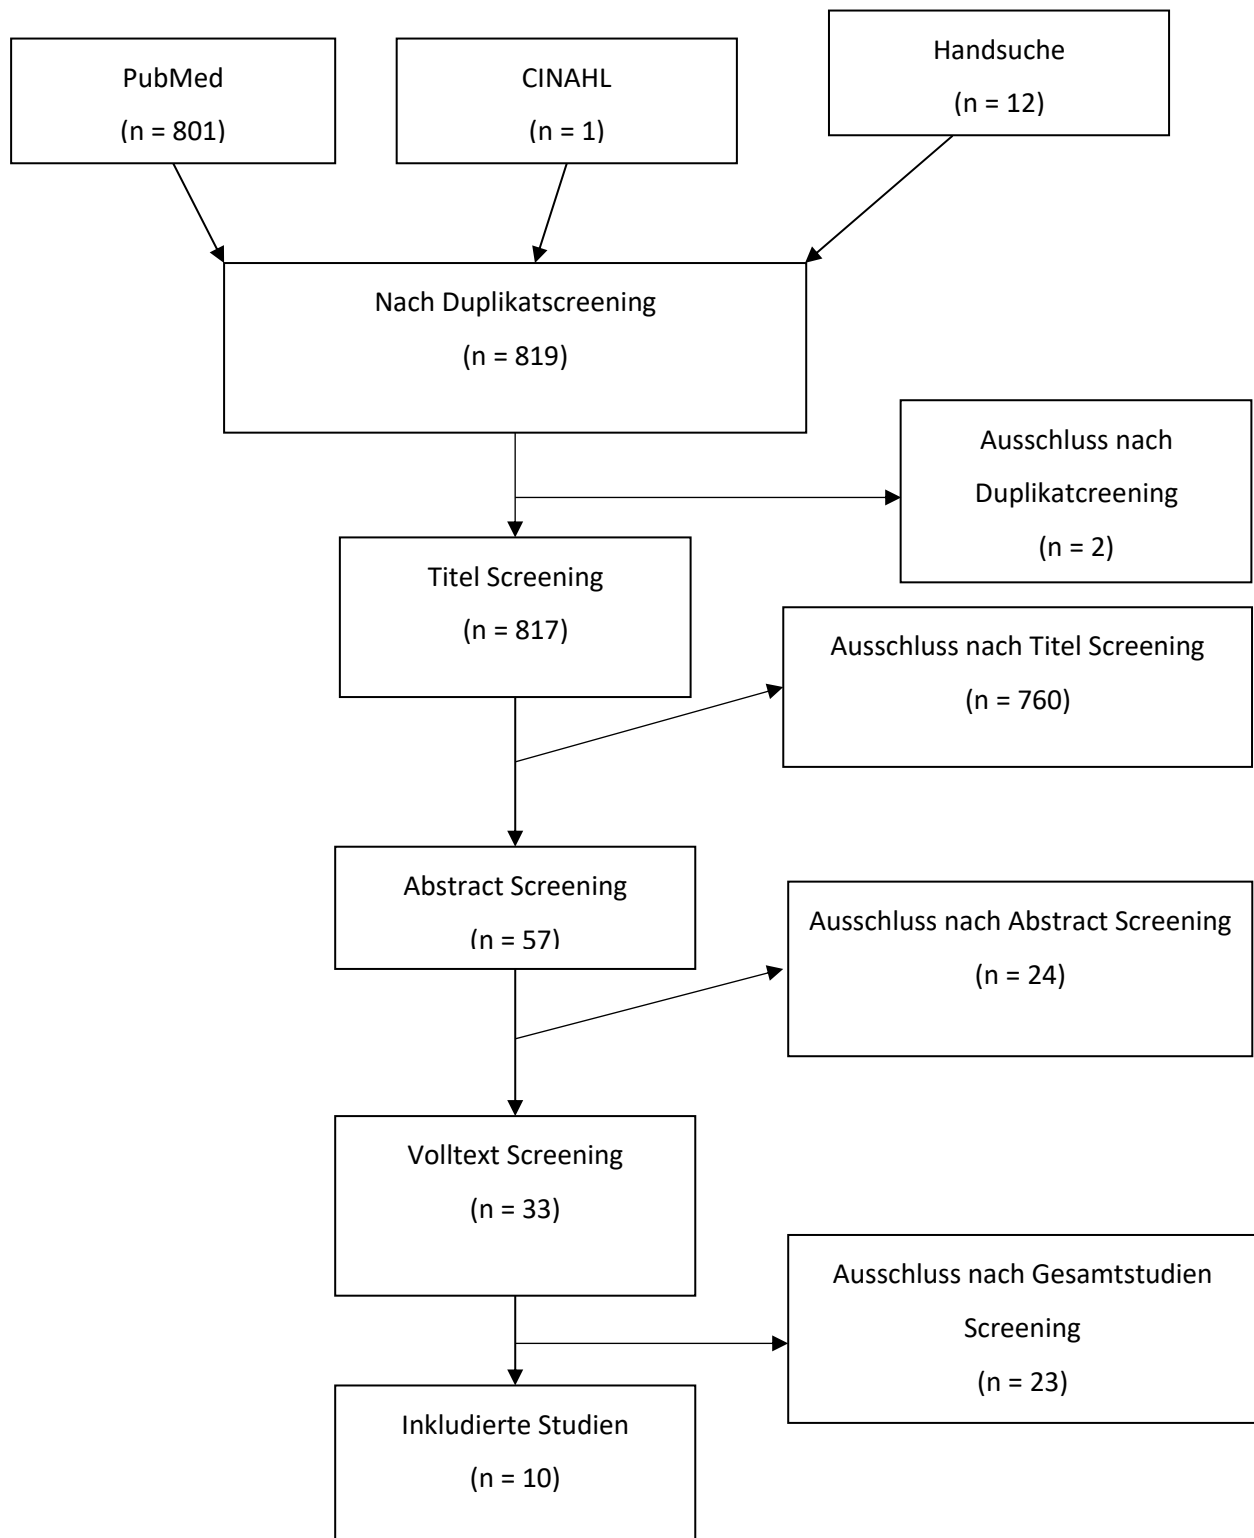 PubMed
(n = 801)
CINAHL
(n = 1)
Handsuche
(n = 12)
Nach Duplikatscreening
(n = 819)
Ausschluss nach
Duplikatcreening
(n = 2)
Titel Screening
(n = 817)
Ausschluss nach Titel Screening
(n = 760)
Abstract Screening
(n = 57)
Ausschluss nach Abstract Screening
(n = 24)
Volltext Screening
(n = 33)
Ausschluss nach Gesamtstudien
Screening
(n = 23)
Inkludierte Studien
(n = 10)